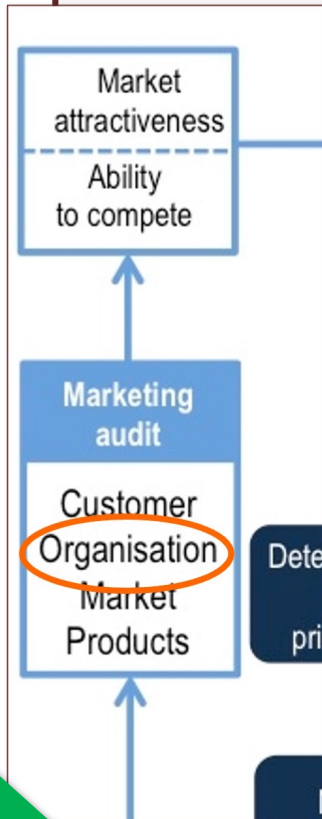 Market
attractiveness
Ability
to compete
Marketing
audit
Customer
Organisation
Market
Products